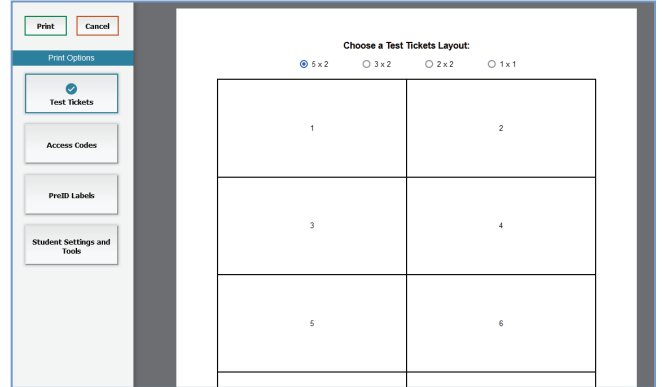 Print Cancel
Print Options
Test Tickets
Access Codes
PreID Labels
Student Settings and
Tools
Choose a Test Tickets Layout:
5 x 2 3 x 2 2 x 2 1 x 1
1 2
3 4
5 6